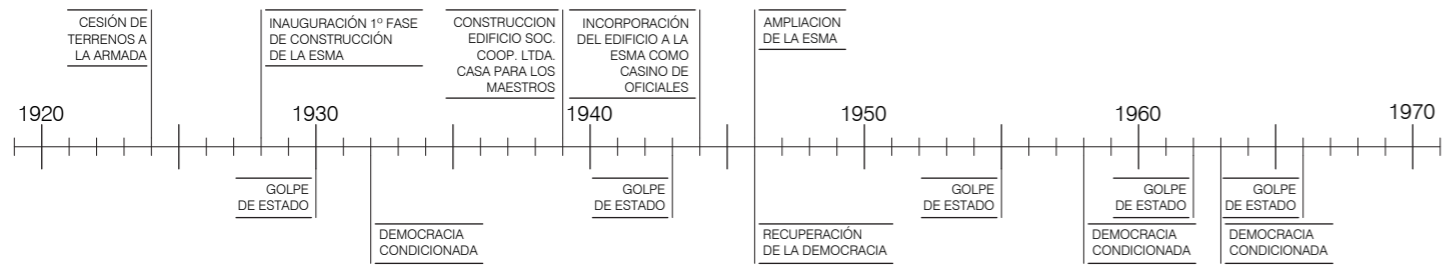 CESIÓN DE
TERRENOS A
LA ARMADA
INAUGURACIÓN 1º FASE
DE CONSTRUCCIÓN
DE LA ESMA
CONSTRUCCION
EDIFICIO SOC.
COOP. LTDA.
CASA PARA LOS
MAESTROS
INCORPORACIÓN
DEL EDIFICIO A LA
ESMA COMO
CASINO DE
OFICIALES
AMPLIACION
DE LA ESMA
1920
1930
1940
1950
1960
1970
GOLPE
DE ESTADO
DEMOCRACIA
CONDICIONADA
GOLPE
DE ESTADO
RECUPERACIÓN
DE LA DEMOCRACIA
GOLPE
DE ESTADO
DEMOCRACIA
CONDICIONADA
GOLPE
DE ESTADO
DEMOCRACIA
CONDICIONADA
GOLPE
DE ESTADO